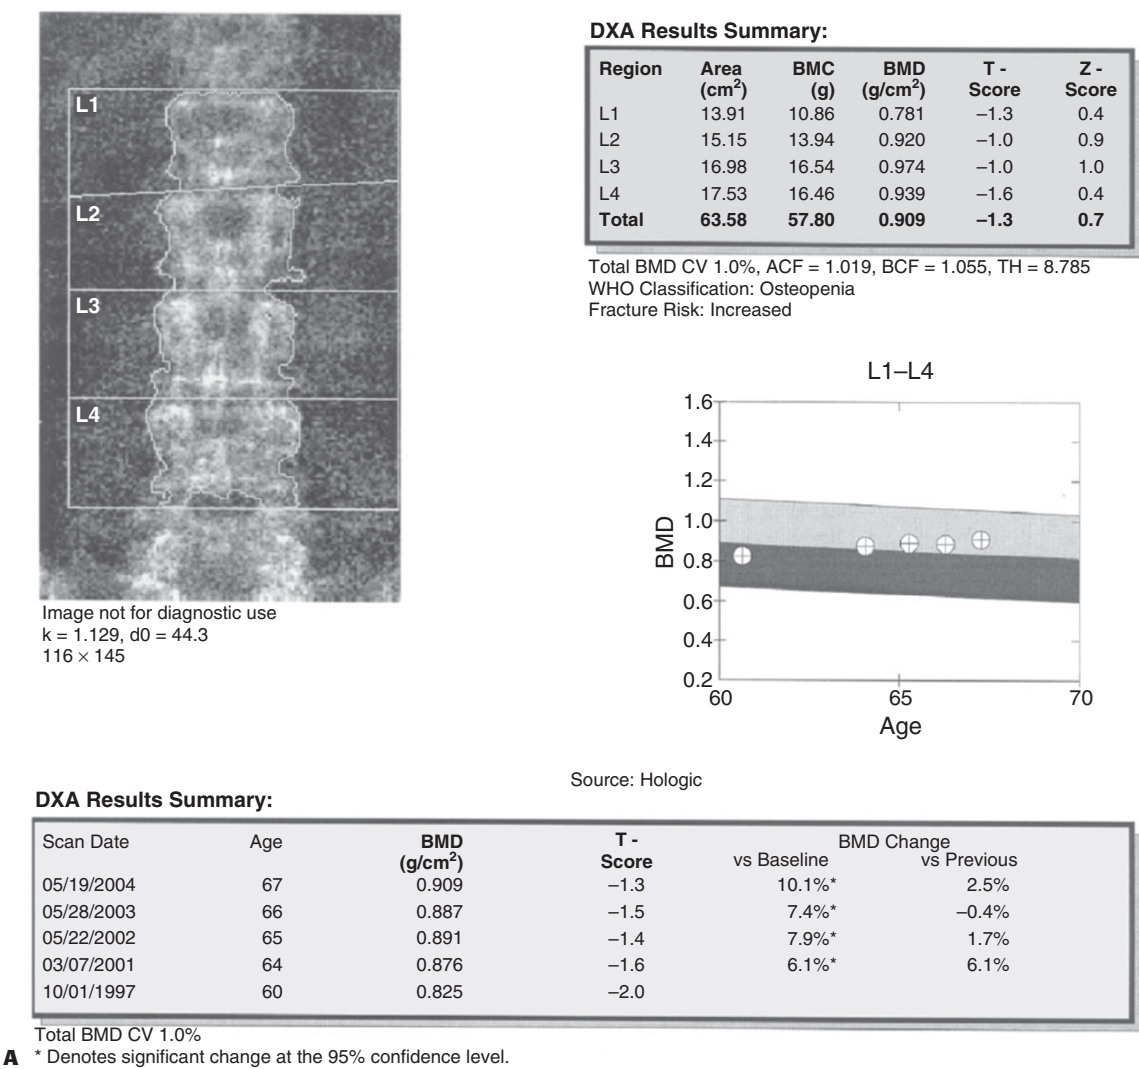 L1
L2
L3
L4
Image not for diagnostic use
k = 1.129, d0 = 44.3
116 × 145
DXA Results Summary:
Region Area (cm²) BMC (g) BMD (g/cm²) T - Score Z - Score
L1 13.91 10.86 0.781 –1.3 0.4
L2 15.15 13.94 0.920 –1.0 0.9
L3 16.98 16.54 0.974 –1.0 1.0
L4 17.53 16.46 0.939 –1.6 0.4
Total 63.58 57.80 0.909 –1.3 0.7
Total BMD CV 1.0%, ACF = 1.019, BCF = 1.055, TH = 8.785
WHO Classification: Osteopenia
Fracture Risk: Increased
L1–L4
1.6
1.4
1.2
1.0
0.8
0.6
0.4
0.2
BMD
60 65 70
Age
Source: Hologic
DXA Results Summary:
Scan Date Age BMD (g/cm²) T - Score BMD Change
vs Baseline vs Previous
05/19/2004 67 0.909 –1.3 10.1%* 2.5%
05/28/2003 66 0.887 –1.5 7.4%* –0.4%
05/22/2002 65 0.891 –1.4 7.9%* 1.7%
03/07/2001 64 0.876 –1.6 6.1%* 6.1%
10/01/1997 60 0.825 –2.0
Total BMD CV 1.0%
A * Denotes significant change at the 95% confidence level.